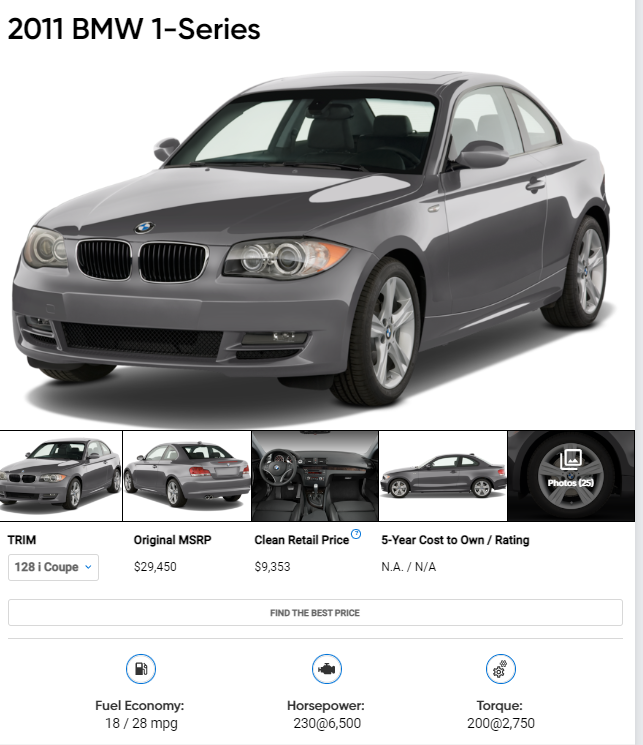 2011 BMW 1-Series
Photos (25)
TRIM
Original MSRP
Clean Retail Price ?
5-Year Cost to Own / Rating
128 i Coupe
$29,450
$9,353
N.A. / N/A
FIND THE BEST PRICE
Fuel Economy:
18 / 28 mpg
Horsepower:
230@6,500
Torque:
200@2,750